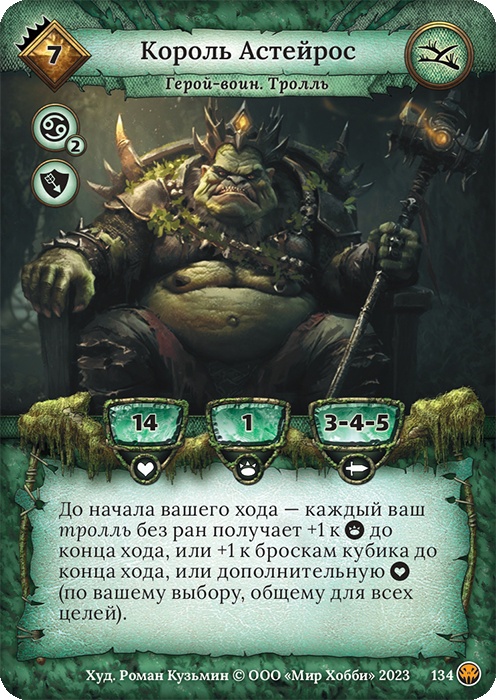 7
Король Астейрос
Герой-воин. Тролль
2
14
1
3-4-5
До начала вашего хода — каждый ваш
тролль без ран получает +1 к до
конца хода, или +1 к броскам кубика до
конца хода, или дополнительную
(по вашему выбору, общему для всех
целей).
Худ. Роман Кузьмин © ООО «Мир Хобби» 2023 134